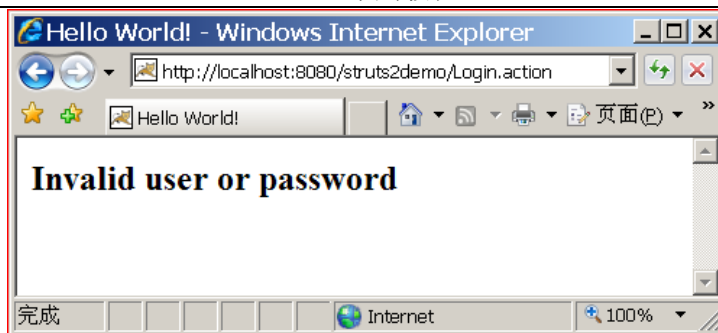 Hello World! - Windows Internet Explorer
http://localhost:8080/struts2demo/Login.action
Hello World!
页面(P)
»
Invalid user or password
完成
Internet
100%